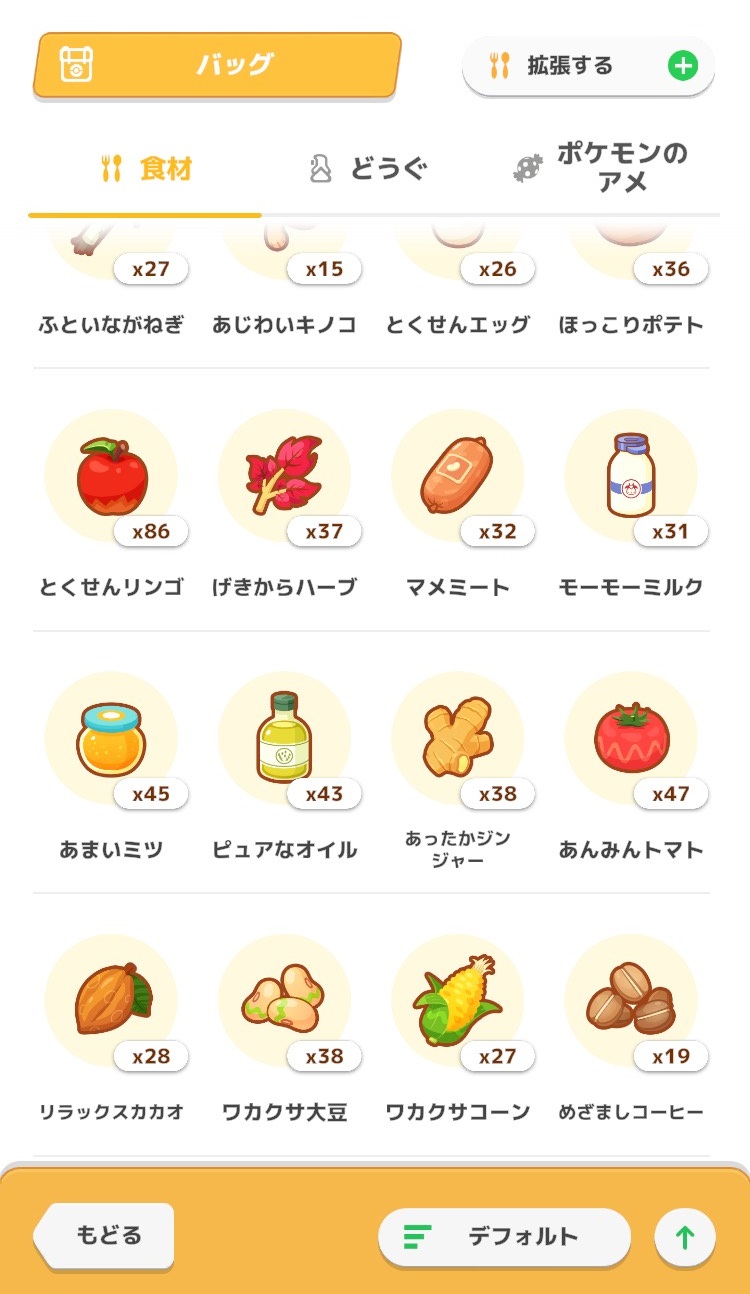 バッグ
拡張する
食材
どうぐ
ポケモンの
アメ
x27 x15 x26 x36
ふといながねぎ あじわいキノコ とくせんエッグ ほっこりポテト
x86 x37 x32 x31
とくせんリンゴ げきからハーブ マメミート モーモーミルク
x45 x43 x38 x47
あまいミツ ピュアなオイル あったかジン
ジャー あんみんトマト
x28 x38 x27 x19
リラックスカカオ ワカクサ大豆 ワカクサコーン めざましコーヒー
もどる
デフォルト